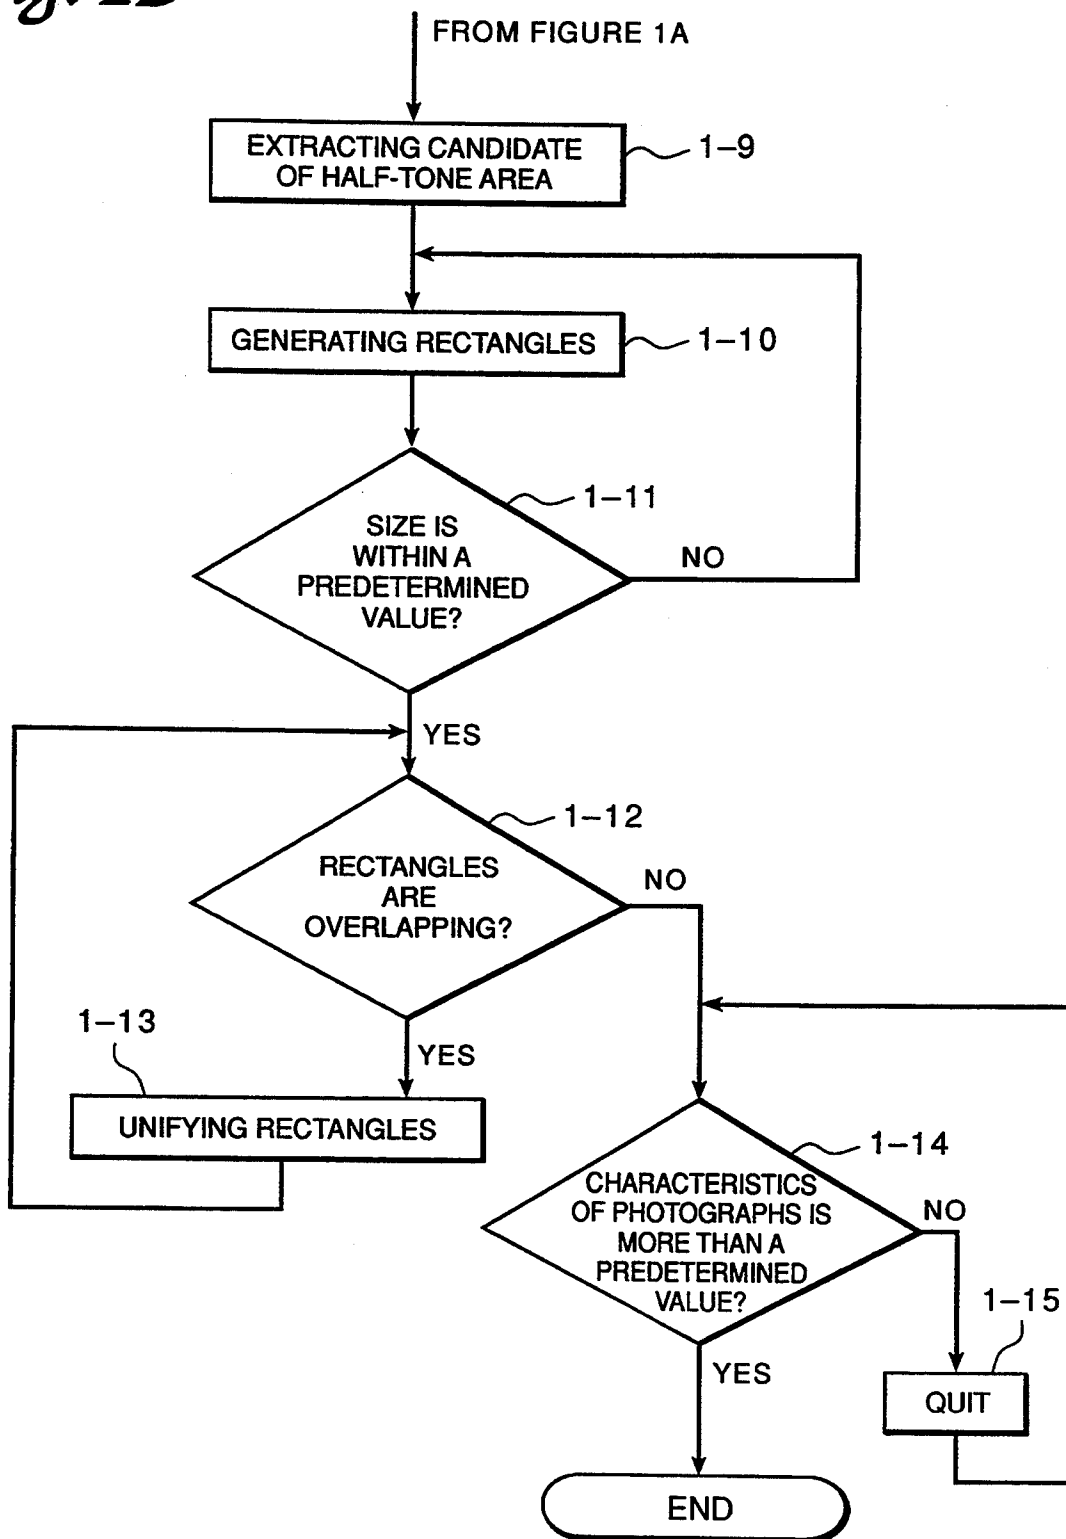 FROM FIGURE 1A
EXTRACTING CANDIDATE
OF HALF-TONE AREA
1-9
GENERATING RECTANGLES
1-10
1-11
SIZE IS
WITHIN A
PREDETERMINED
VALUE?
NO
YES
1-12
RECTANGLES
ARE
OVERLAPPING?
NO
1-13
YES
UNIFYING RECTANGLES
1-14
CHARACTERISTICS
OF PHOTOGRAPHS IS
MORE THAN A
PREDETERMINED
VALUE?
NO
1-15
YES
QUIT
END